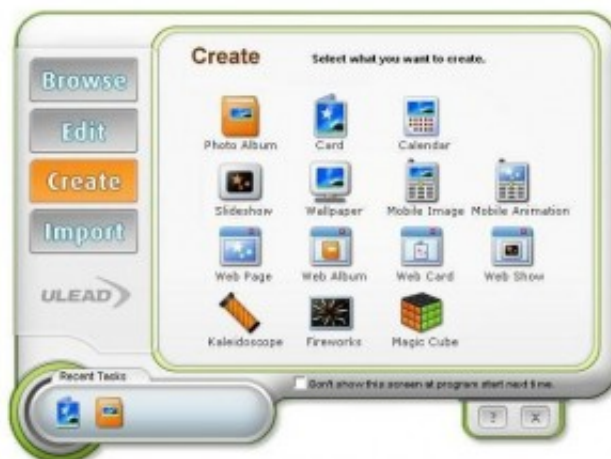 Create Select what you want to create.
Browse
Edit
Create
Import
ULEAD
Photo Album Card Calendar
Slideshow Wallpaper Mobile Image Mobile Animation
Web Page Web Album Web Card Web Show
Kaleidoscope Fireworks Magic Cube
Recent Tasks
Don't show this screen at program start next time.
? X